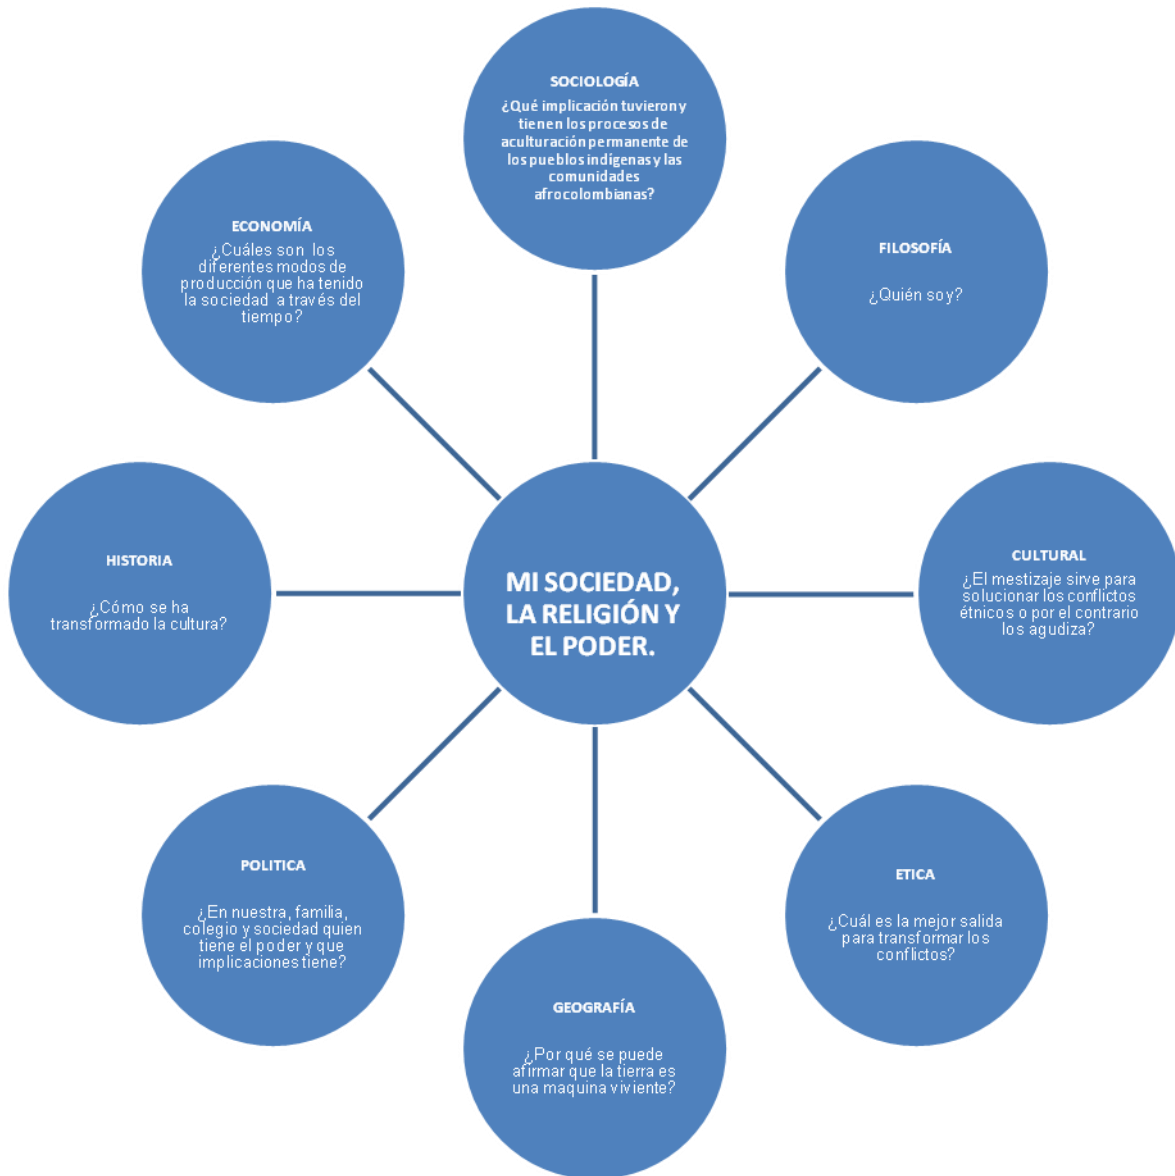 SOCIOLOGÍA
¿Qué implicación tuvieron y
tienen los procesos de
aculturación permanente de
los pueblos indígenas y las
comunidades
afrocolombianas?
FILOSOFÍA
¿Quién soy?
CULTURAL
¿El mestizaje sirve para
solucionar los conflictos
étnicos o por el contrario
los agudiza?
ETICA
¿Cuál es la mejor salida
para transformar los
conflictos?
GEOGRAFÍA
¿Por qué se puede
afirmar que la tierra es
una maquina viviente?
POLITICA
¿En nuestra, familia,
colegio y sociedad quien
tiene el poder y que
implicaciones tiene?
HISTORIA
¿Cómo se ha
transformado la cultura?
ECONOMÍA
¿Cuáles son los
diferentes modos de
producción que ha tenido
la sociedad a través del
tiempo?
MI SOCIEDAD,
LA RELIGIÓN Y
EL PODER.